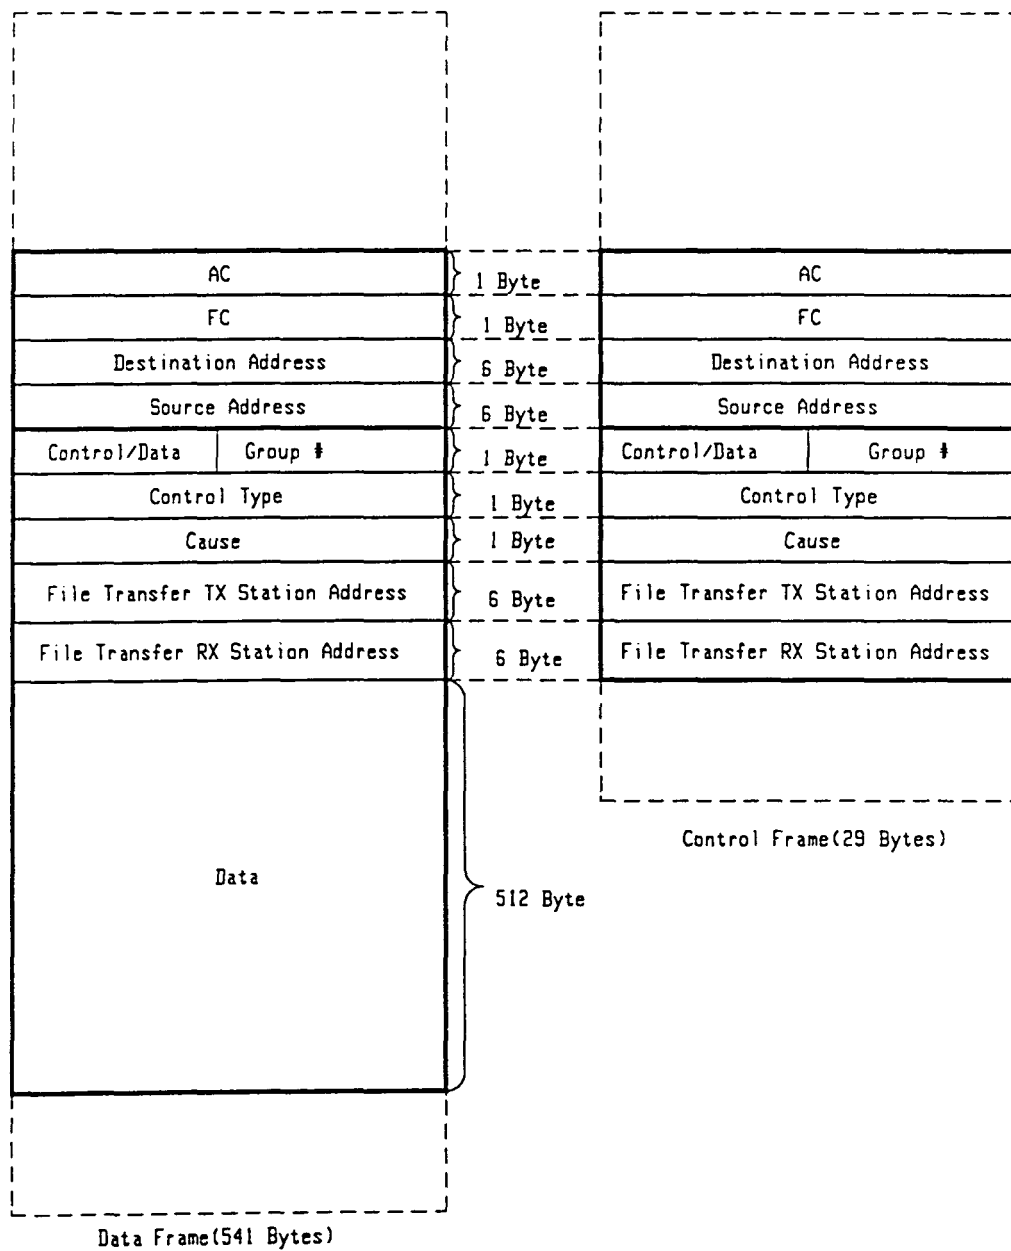 AC 1 Byte AC
FC 1 Byte FC
Destination Address 6 Byte Destination Address
Source Address 6 Byte Source Address
Control/Data Group # 1 Byte Control/Data Group #
Control Type 1 Byte Control Type
Cause 1 Byte Cause
File Transfer TX Station Address 6 Byte File Transfer TX Station Address
File Transfer RX Station Address 6 Byte File Transfer RX Station Address
Control Frame(29 Bytes)
Data 512 Byte
Data Frame(541 Bytes)